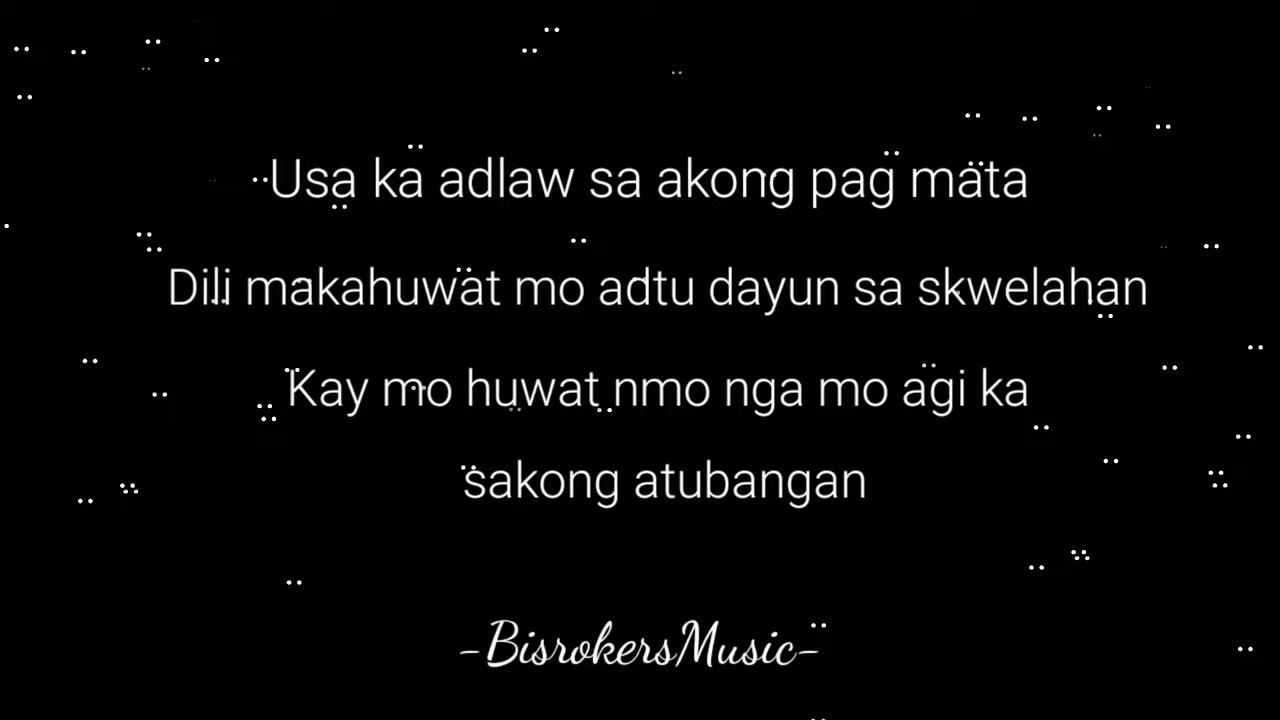 Usa ka adlaw sa akong pag mata
Dili makahuwat mo adtu dayun sa skwelahan
Kay mo huwat nmo nga mo agi ka
sakong atubangan
-BisrokersMusic-